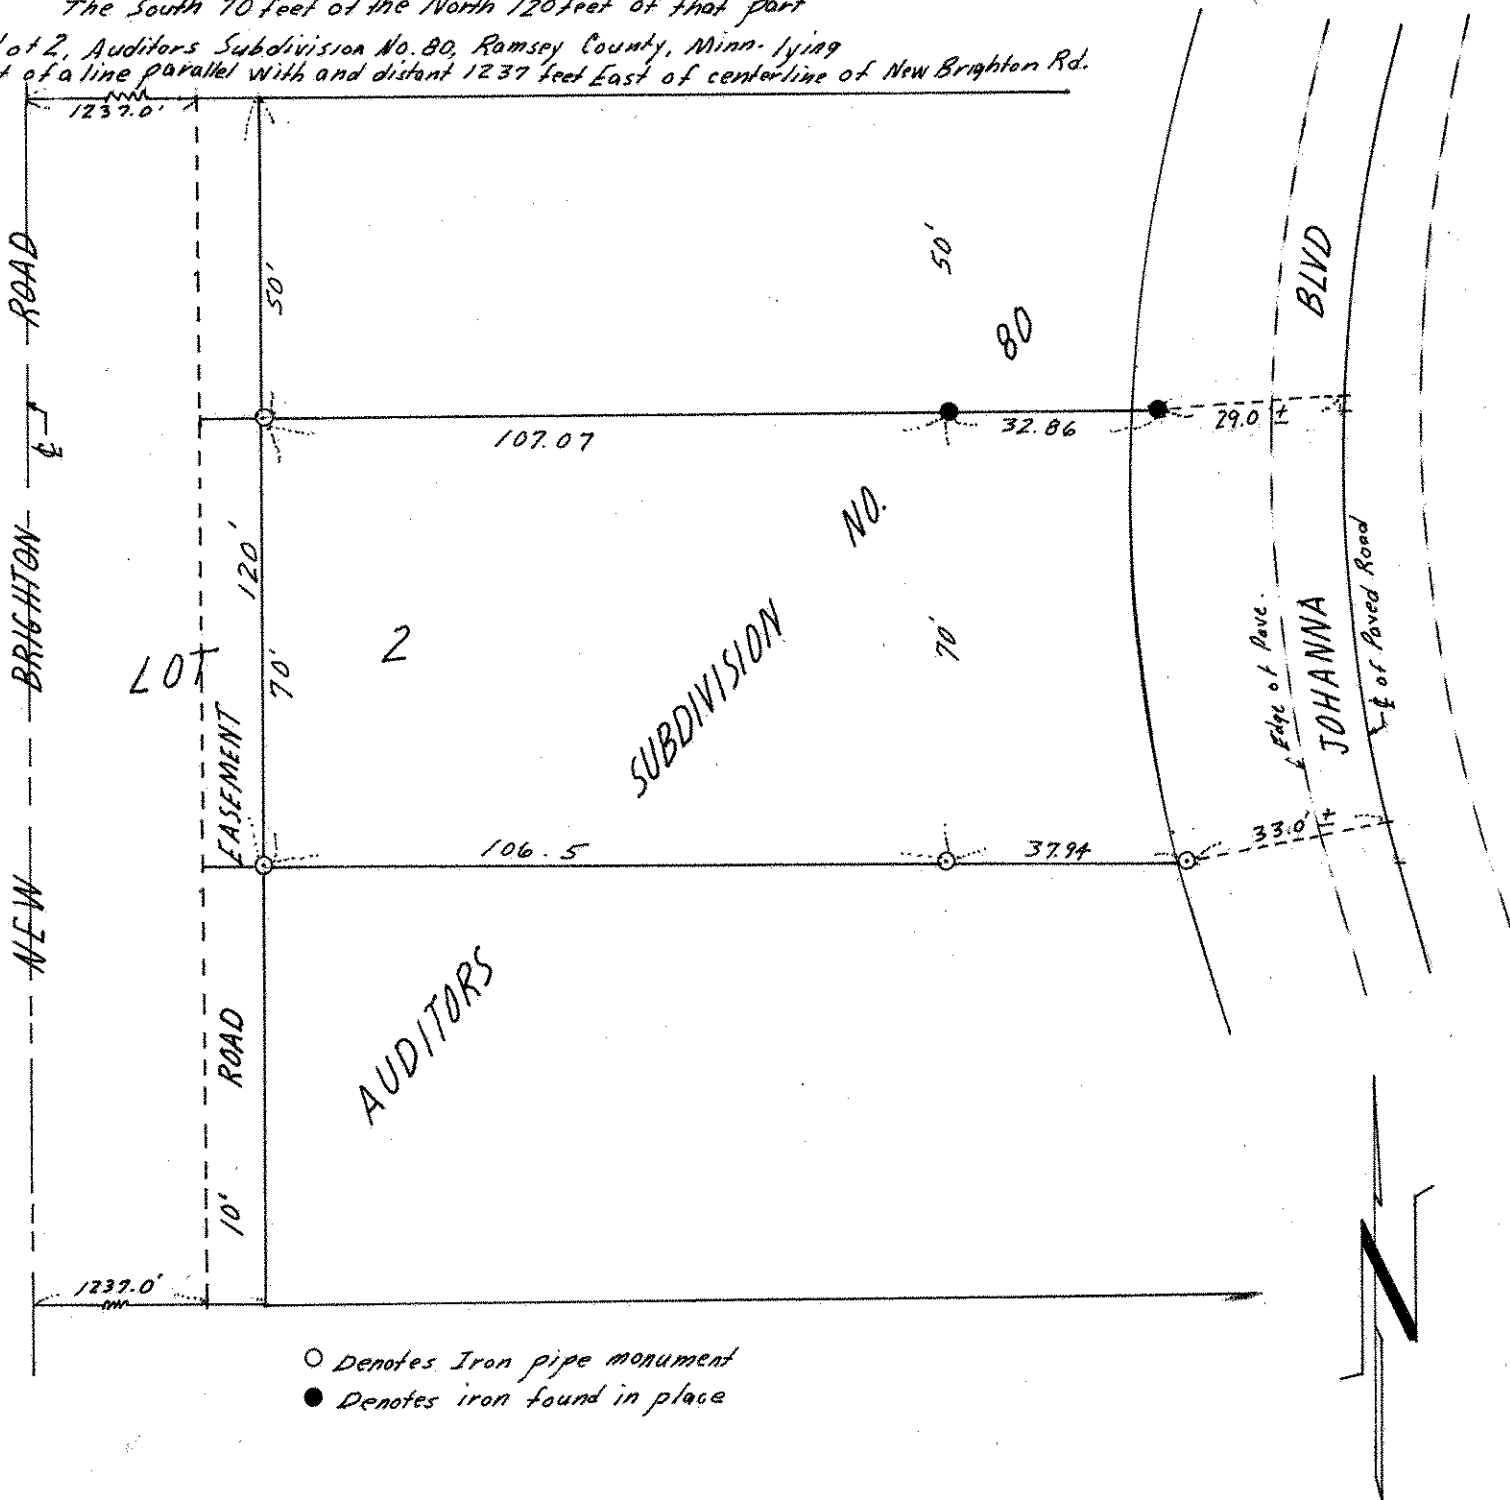 The South 70 feet of the North 120 feet of that part
Lot 2, Auditors Subdivision No. 80, Ramsey County, Minn. lying
of a line parallel with and distant 1237 feet East of centerline of New Brighton Rd.
1237.0'
50'
50'
80
BLVD
107.07
32.86
29.0 ±
NEW BRIGHTON ROAD
℄
120'
70'
LOT
2
NO.
70'
SUBDIVISION
Edge of Pave.
JOHANNA
℄ of Paved Road
EASEMENT
106.5
37.94
33.0' ±
AUDITORS
ROAD
10'
1237.0'
N
Denotes Iron pipe monument
Denotes iron found in place